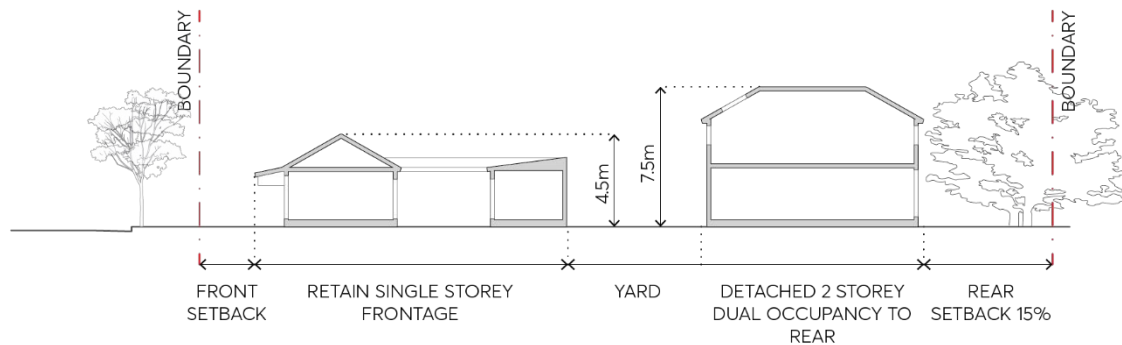 BOUNDARY
BOUNDARY
4.5m
7.5m
FRONT
SETBACK
RETAIN SINGLE STOREY
FRONTAGE
YARD
DETACHED 2 STOREY
DUAL OCCUPANCY TO
REAR
REAR
SETBACK 15%